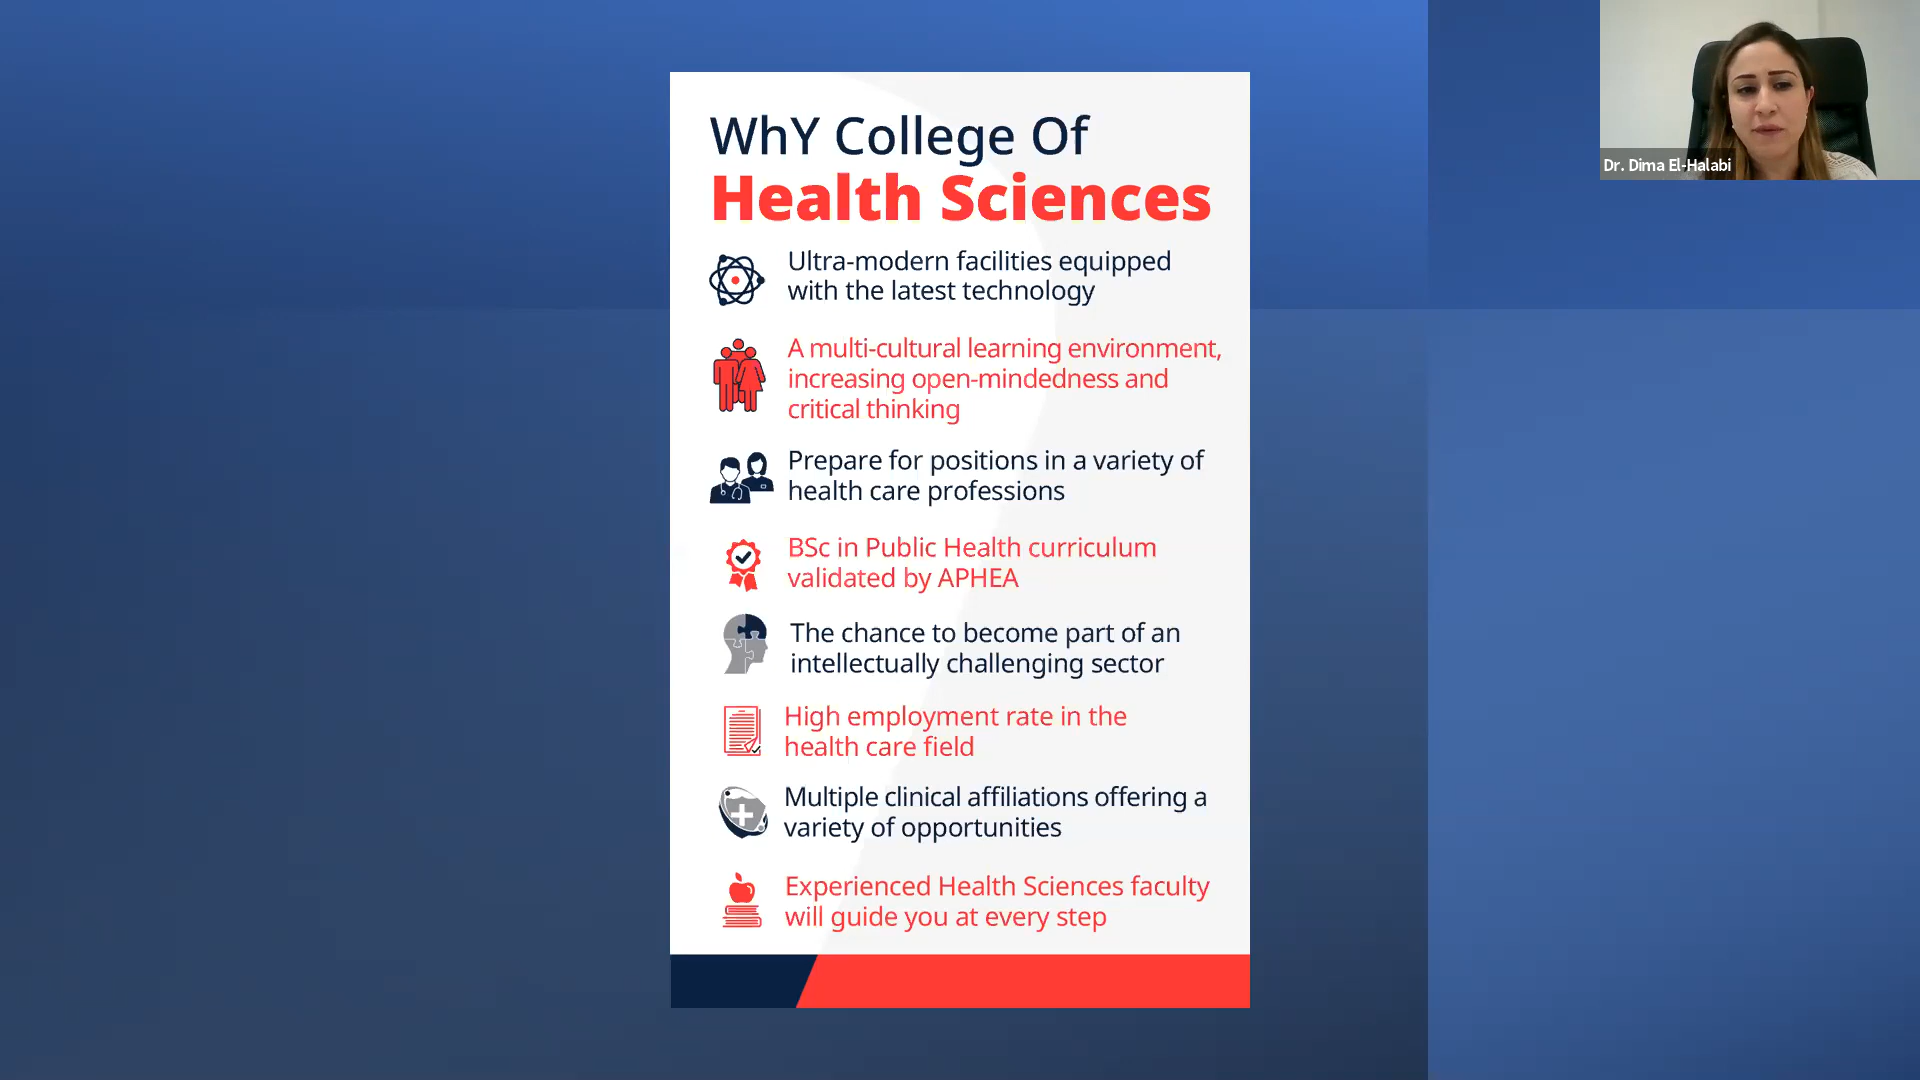 WhY College Of
Health Sciences
Ultra-modern facilities equipped
with the latest technology
A multi-cultural learning environment,
increasing open-mindedness and
critical thinking
Prepare for positions in a variety of
health care professions
BSc in Public Health curriculum
validated by APHEA
The chance to become part of an
intellectually challenging sector
High employment rate in the
health care field
Multiple clinical affiliations offering a
variety of opportunities
Experienced Health Sciences faculty
will guide you at every step
Dr. Dima El-Halabi